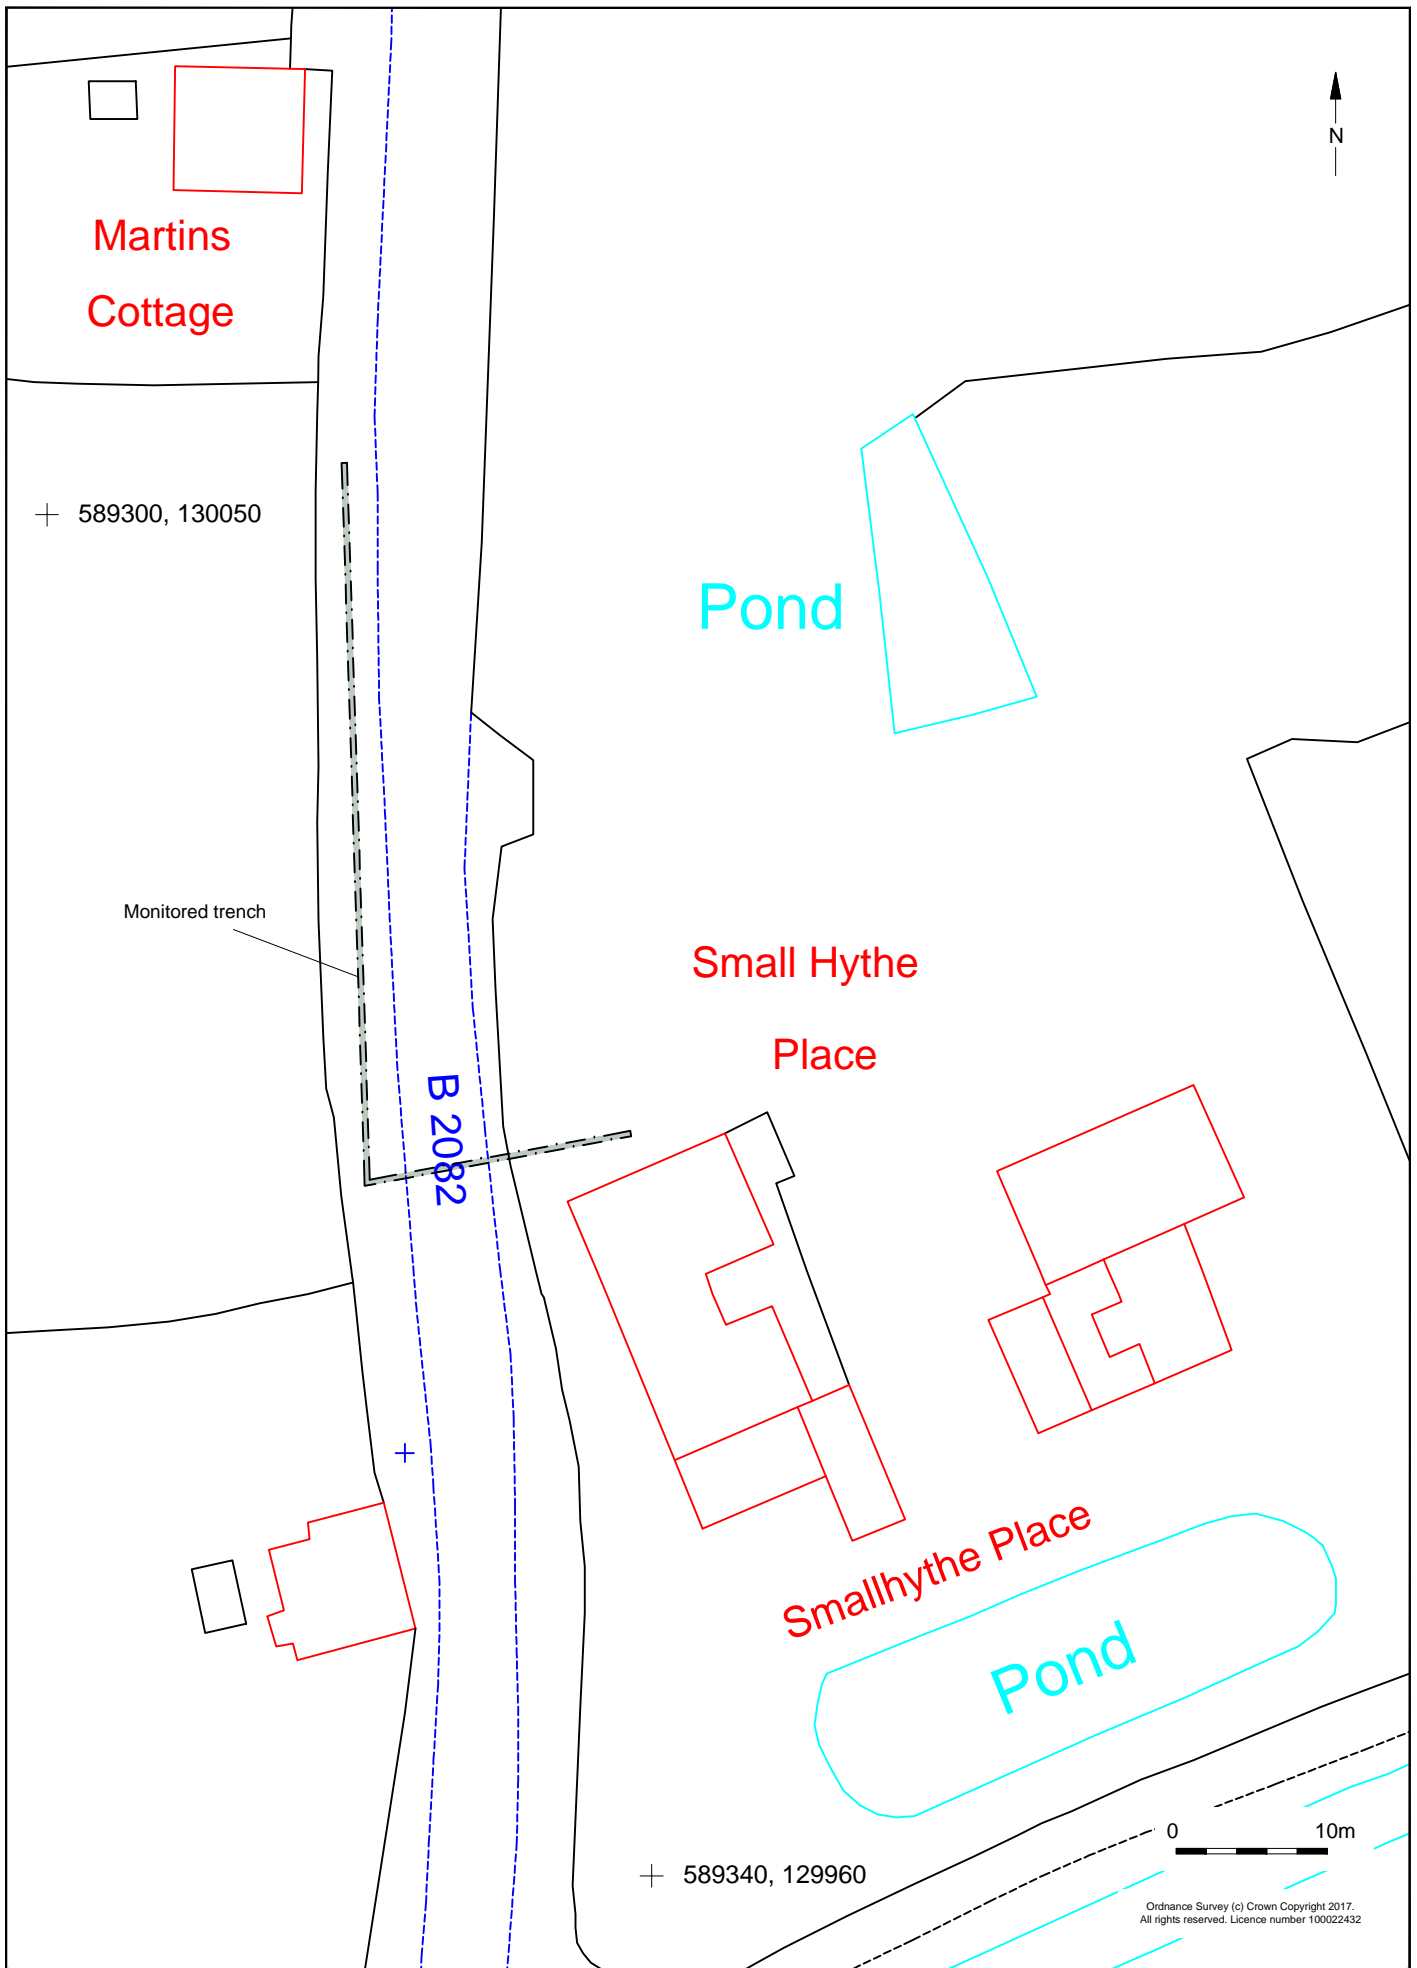 N
Martins
Cottage
589300, 130050
Pond
Monitored trench
Small Hythe
Place
B 2082
Smallhythe Place
Pond
0 10m
589340, 129960
Ordnance Survey (c) Crown Copyright 2017.
All rights reserved. Licence number 100022432